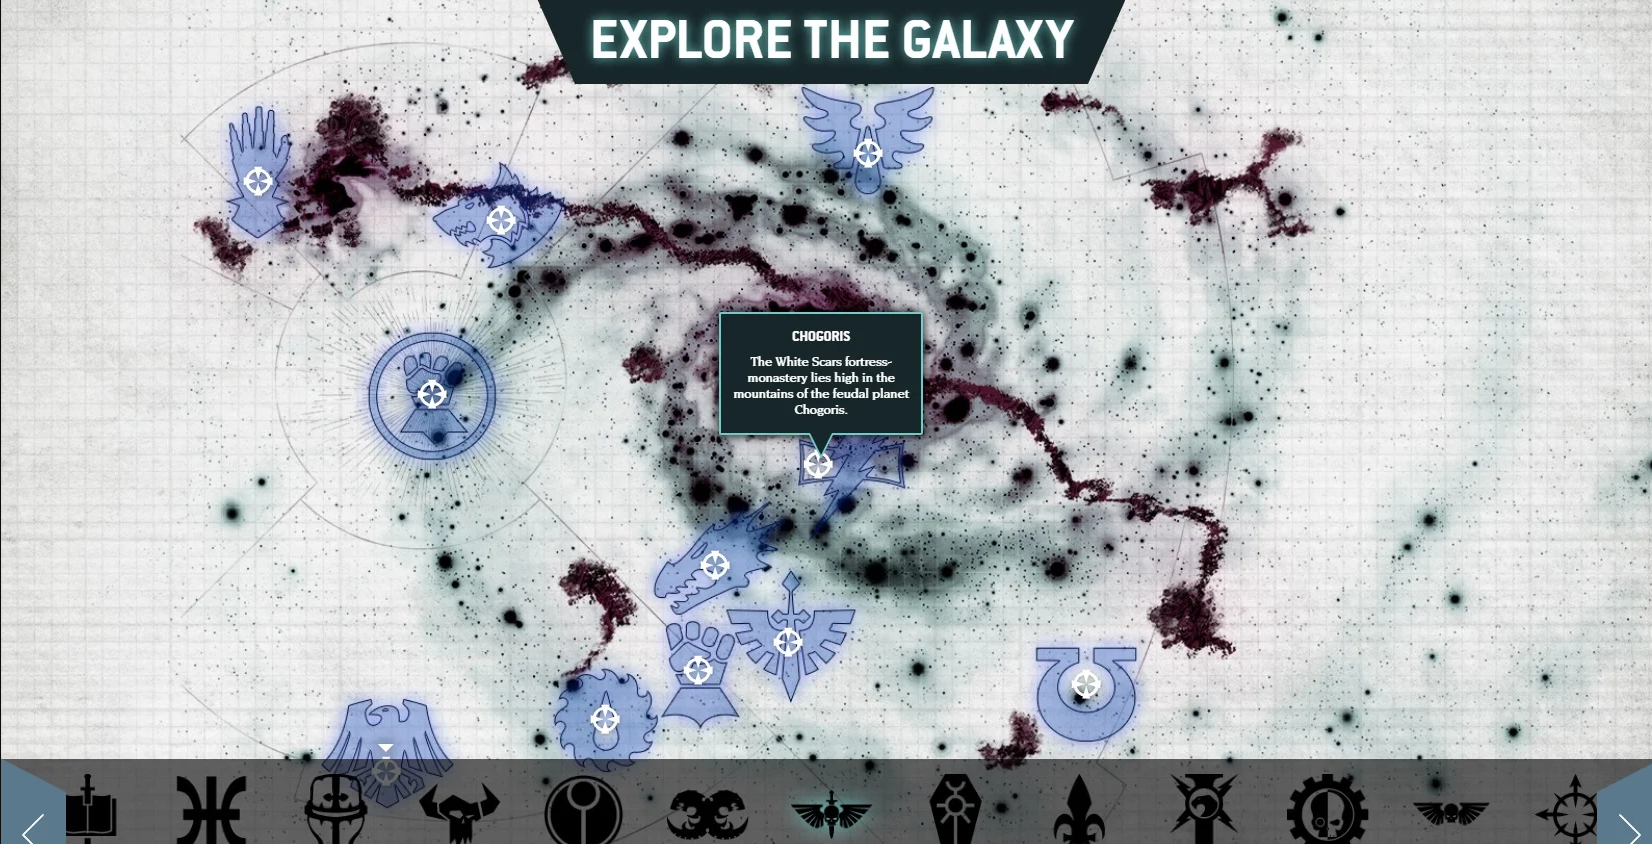 EXPLORE THE GALAXY
CHOGORIS
The White Scars fortress-
monastery lies high in the
mountains of the feudal planet
Chogoris.